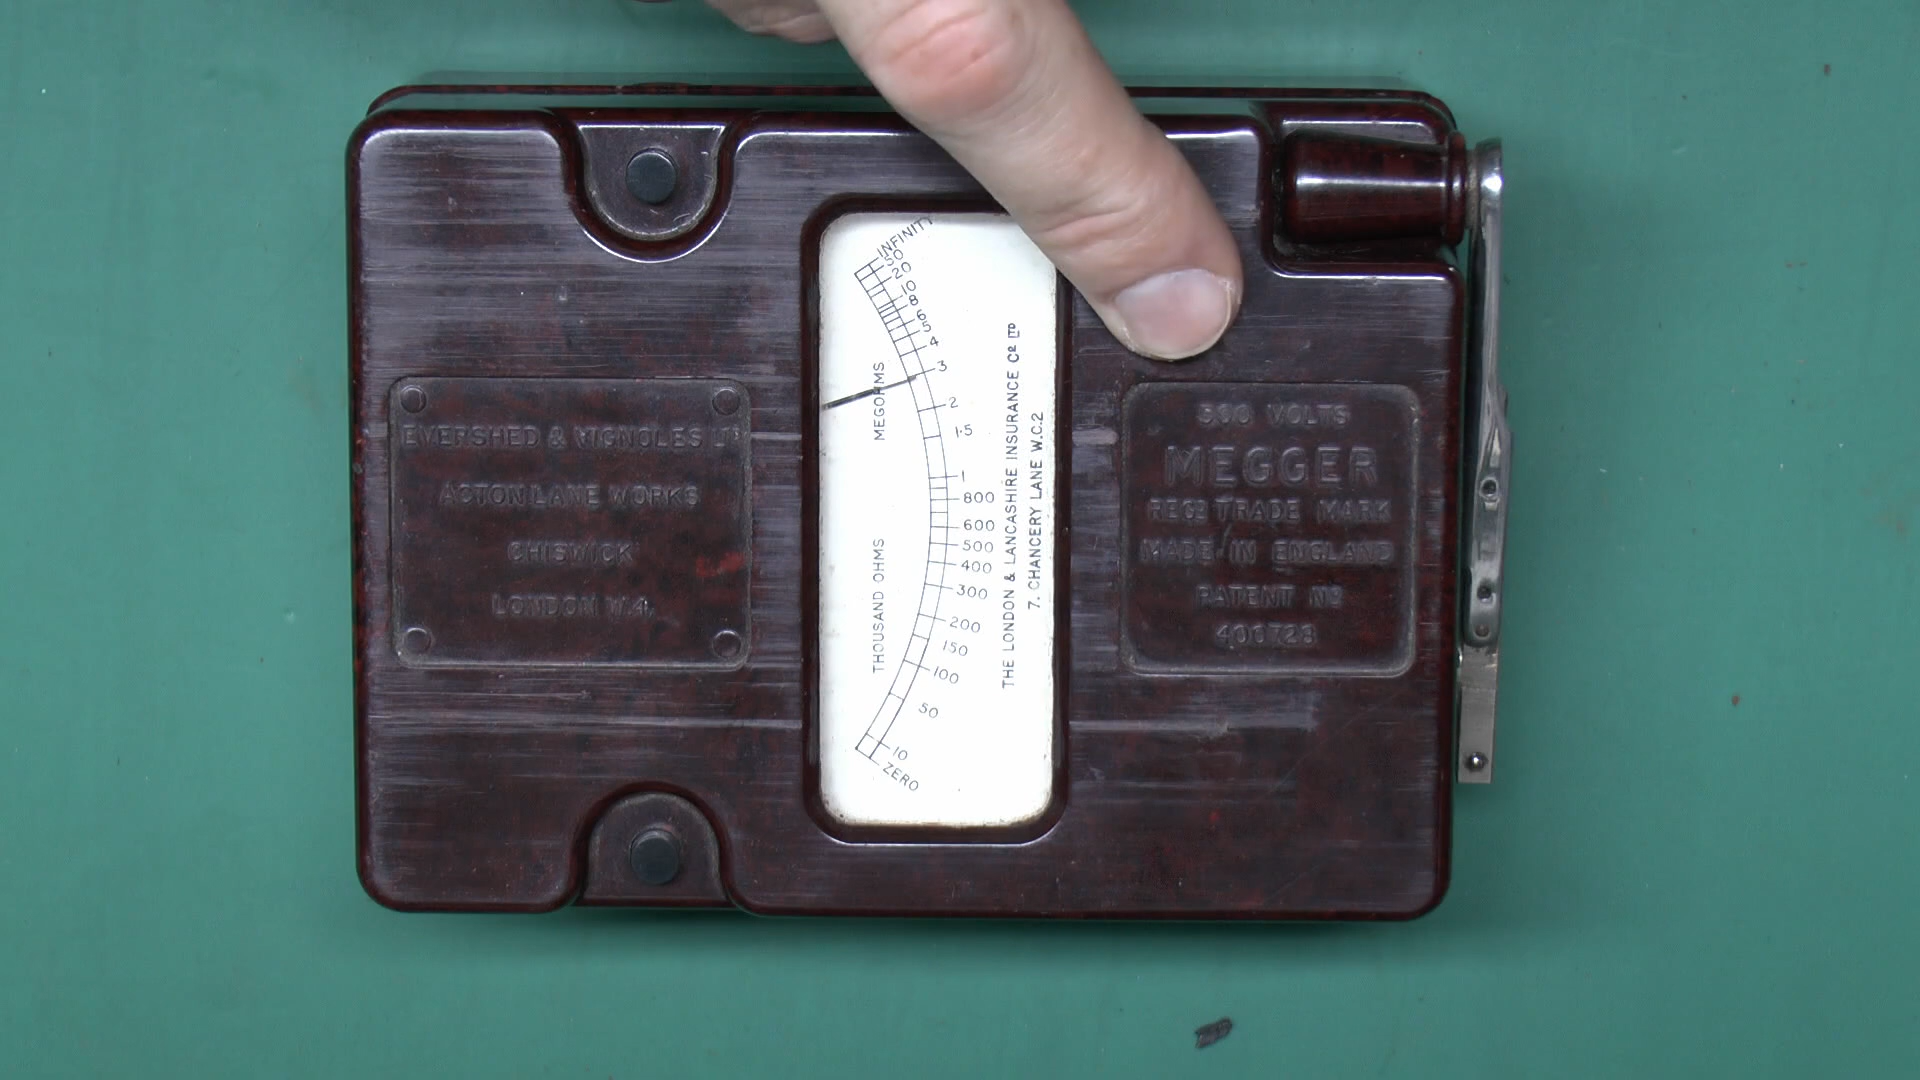 EVERSHED & VIGNOLES LTD
ACTON LANE WORKS
CHISWICK
LONDON W.4.
INFINITY
50
20
10
8
6
5
4
3
2
1·5
1
800
600
500
400
300
200
150
100
50
10
ZERO
MEGOHMS
THOUSAND OHMS
THE LONDON & LANCASHIRE INSURANCE Co LTD
7. CHANCERY LANE W.C.2
500 VOLTS
MEGGER
REGD TRADE MARK
MADE IN ENGLAND
PATENT No
400728